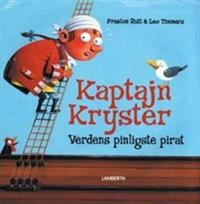 Preston Rutt & Leo Timmers
Kaptajn
Kryster
Verdens pinligste pirat
LAMBERTH